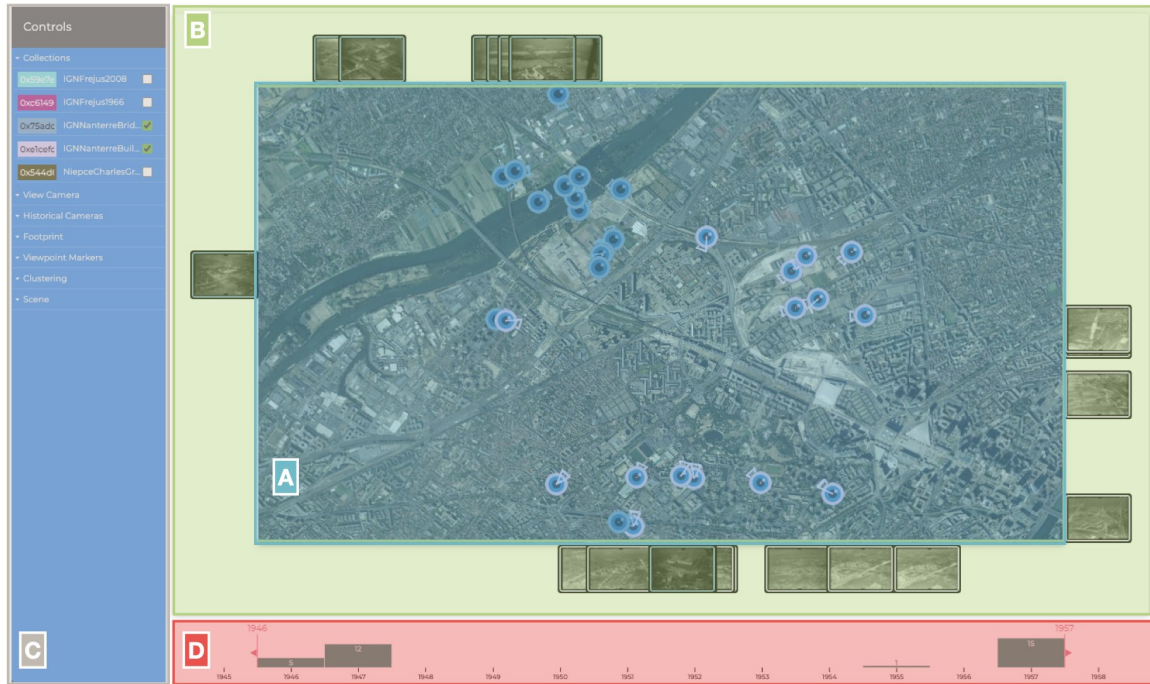 Controls
B
Collections
0x59e7e IGNFrejus2008
0xc6149 IGNFrejus1966
0x75adc IGNNanterreBrid...
0xe1cefc IGNNanterreBuil...
0x544di NiepceCharlesGr...
View Camera
Historical Cameras
Footprint
Viewpoint Markers
Clustering
Scene
A
C
D
1946 1957
5 12 1 15
1945 1946 1947 1948 1949 1950 1951 1952 1953 1954 1955 1956 1957 1958